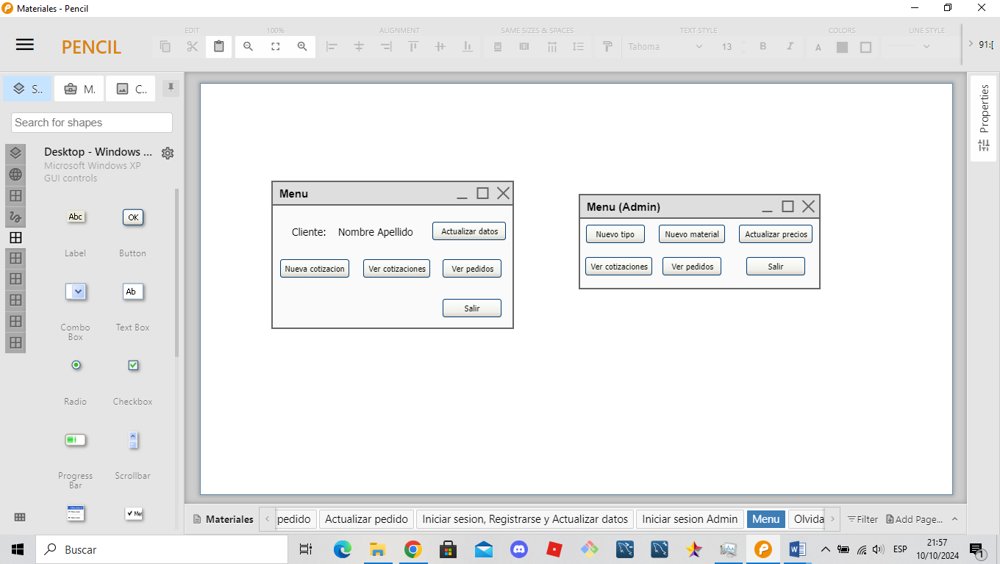 Materiales - Pencil
EDIT
100%
ALIGNMENT
SAME SIZES & SPACES
TEXT STYLE
COLORS
LINE STYLE
PENCIL
Tahoma
13
B
I
A
91:[
S..
M.
C..
Search for shapes
Desktop - Windows ...
Microsoft Windows XP
GUI controls
Abc
OK
Label
Button
Ab
Combo
Box
Text Box
Radio
Checkbox
Progress
Bar
Scrollbar
Properties
Menu
Cliente:
Nombre Apellido
Actualizar datos
Nueva cotizacion
Ver cotizaciones
Ver pedidos
Salir
Menu (Admin)
Nuevo tipo
Nuevo material
Actualizar precios
Ver cotizaciones
Ver pedidos
Salir
Materiales
pedido
Actualizar pedido
Iniciar sesion, Registrarse y Actualizar datos
Iniciar sesion Admin
Menu
Olvida
Filter
Add Page...
Buscar
ESP
21:57
10/10/2024
1